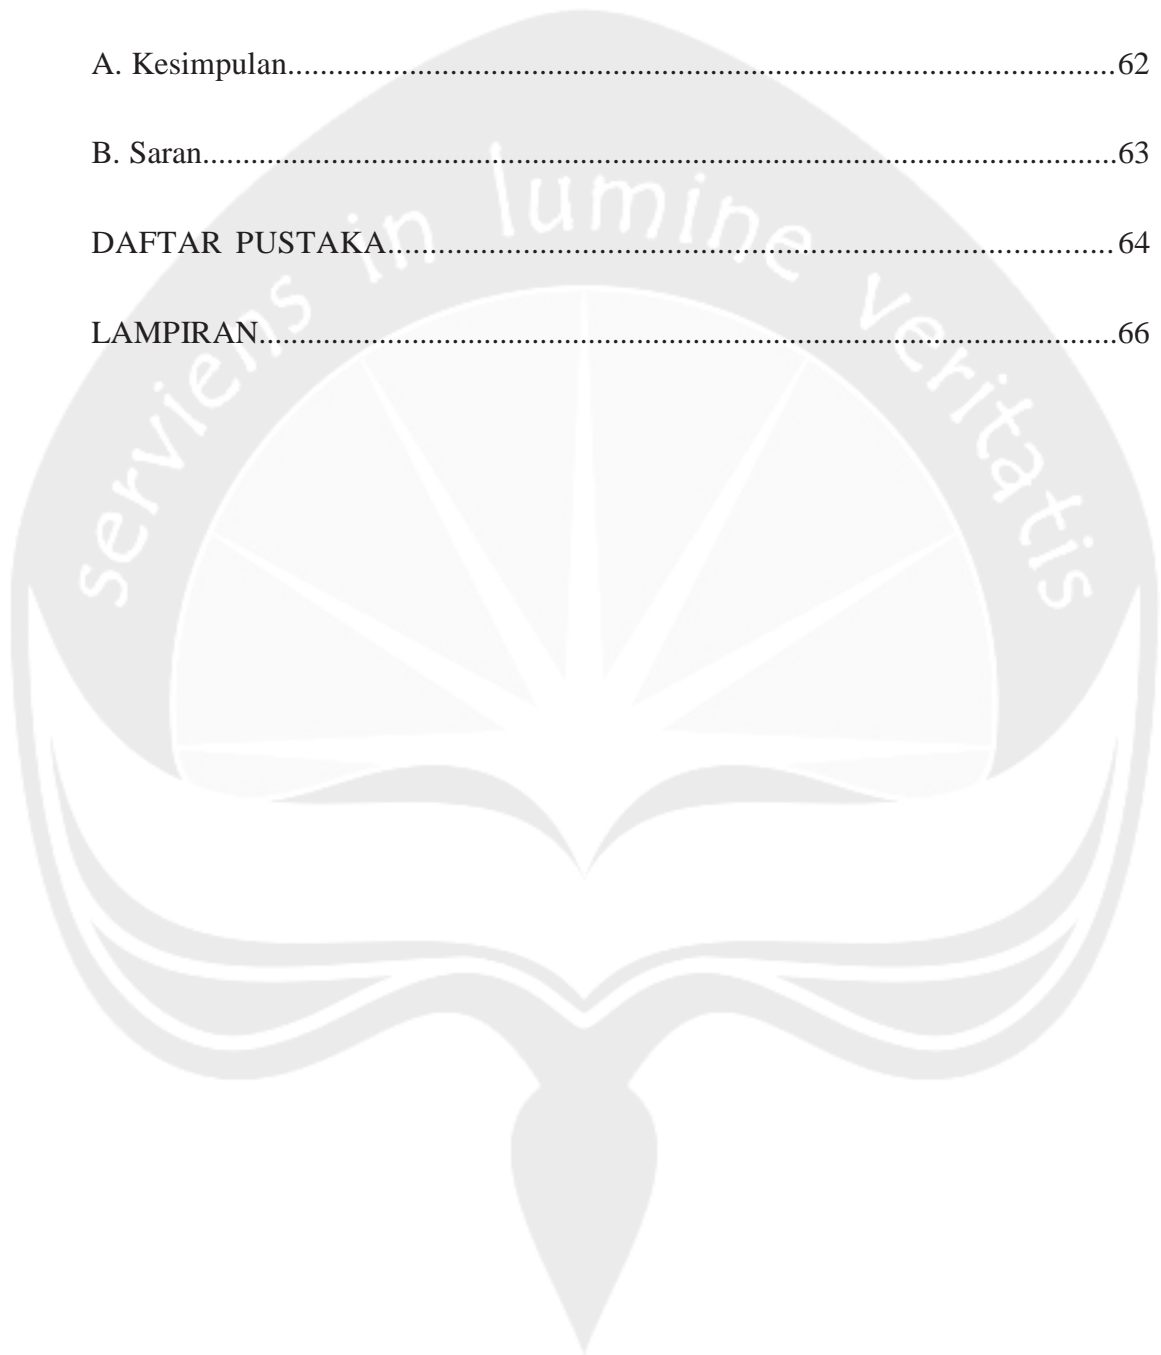 A. Kesimpulan....................................................................................................62
B. Saran...............................................................................................................63
DAFTAR PUSTAKA........................................................................................64
LAMPIRAN........................................................................................................66
serviens in lumine veritatis